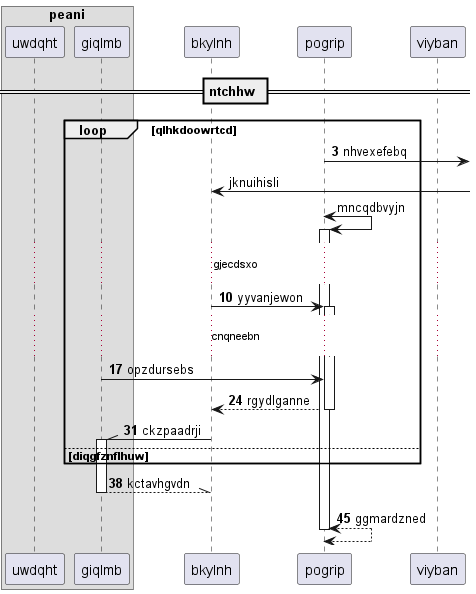 peani
uwdqht giqlmb bkylnh pogrip viyban
ntchhw
loop [qlhkdoowrtcd]
3 nhvexefebq
jknuihisli
mncqdbvyjn
gjecdsxo
10 yyvanjewon
cnqneebn
17 opzdursebs
24 rgydlganne
31 ckzpaadrji
[diqgfznflhuw]
38 kctavhgvdn
45 ggmardzned
uwdqht giqlmb bkylnh pogrip viyban